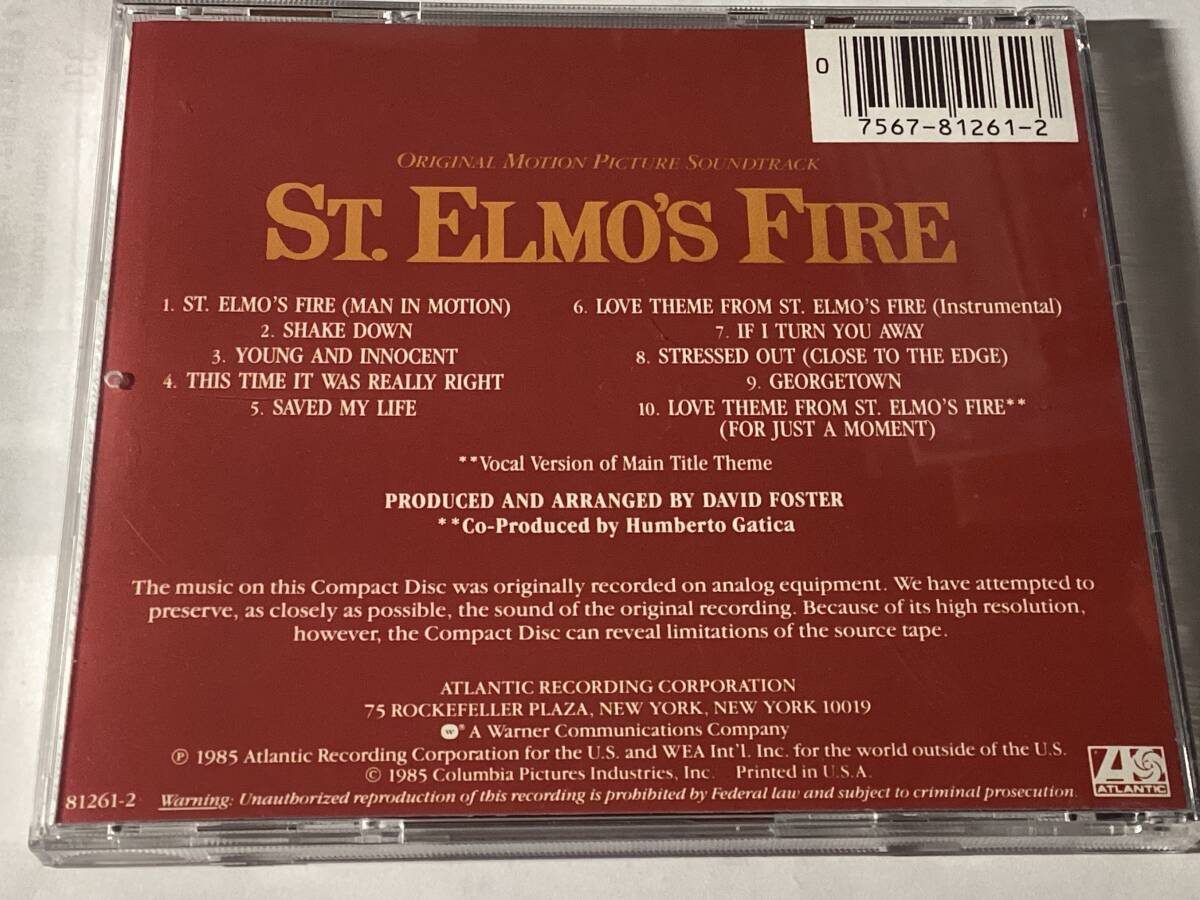 0
7567-81261-2
ORIGINAL MOTION PICTURE SOUNDTRACK
ST. ELMO'S FIRE
1. ST. ELMO'S FIRE (MAN IN MOTION)
2. SHAKE DOWN
3. YOUNG AND INNOCENT
4. THIS TIME IT WAS REALLY RIGHT
5. SAVED MY LIFE
6. LOVE THEME FROM ST. ELMO'S FIRE (Instrumental)
7. IF I TURN YOU AWAY
8. STRESSED OUT (CLOSE TO THE EDGE)
9. GEORGETOWN
10. LOVE THEME FROM ST. ELMO'S FIRE**
(FOR JUST A MOMENT)
**Vocal Version of Main Title Theme
PRODUCED AND ARRANGED BY DAVID FOSTER
**Co-Produced by Humberto Gatica
The music on this Compact Disc was originally recorded on analog equipment. We have attempted to
preserve, as closely as possible, the sound of the original recording. Because of its high resolution,
however, the Compact Disc can reveal limitations of the source tape.
ATLANTIC RECORDING CORPORATION
75 ROCKEFELLER PLAZA, NEW YORK, NEW YORK 10019
W ® A Warner Communications Company
℗ 1985 Atlantic Recording Corporation for the U.S. and WEA Int'l. Inc. for the world outside of the U.S.
© 1985 Columbia Pictures Industries, Inc. Printed in U.S.A.
81261-2 Warning: Unauthorized reproduction of this recording is prohibited by Federal law and subject to criminal prosecution.
ATLANTIC